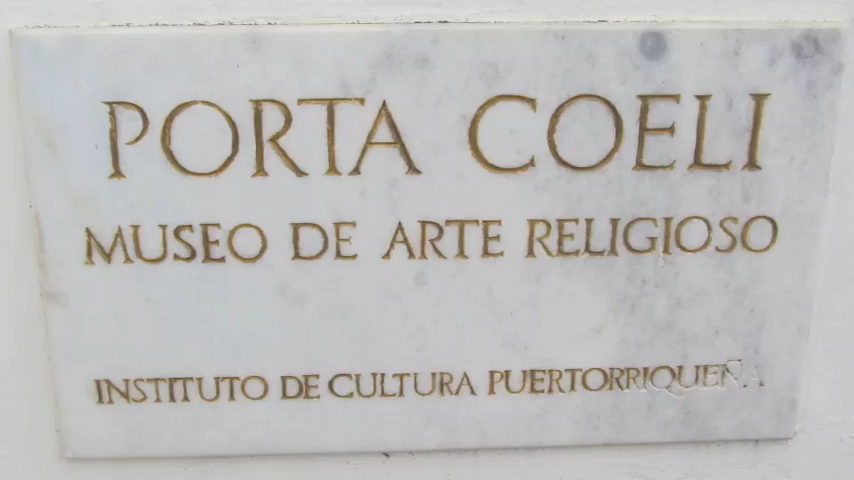 PORTA COELI
MUSEO DE ARTE RELIGIOSO
INSTITUTO DE CULTURA PUERTORRIQUEÑA